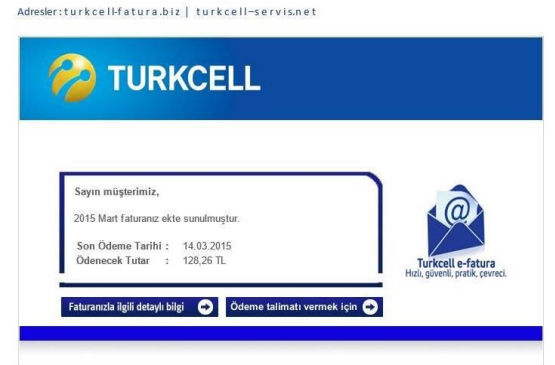 Adresler: turkcell-fatura.biz | turkcell-servis.net
TURKCELL
Sayın müşterimiz,
2015 Mart faturanız ekte sunulmuştur.
Son Ödeme Tarihi : 14.03.2015
Ödenecek Tutar : 128,26 TL
@
Turkcell e-fatura
Hızlı, güvenli, pratik, çevreci.
Faturanızla ilgili detaylı bilgi
Ödeme talimatı vermek için